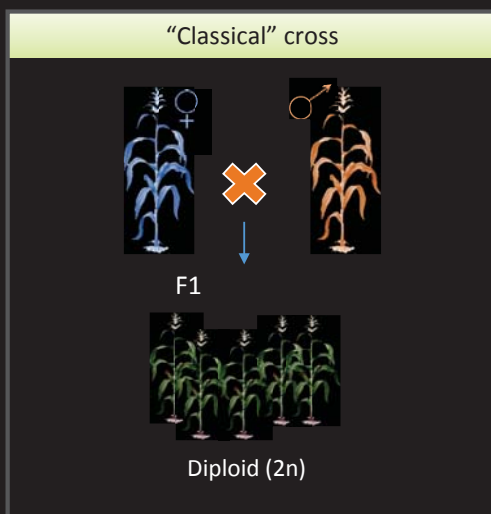 “Classical” cross
F1
Diploid (2n)